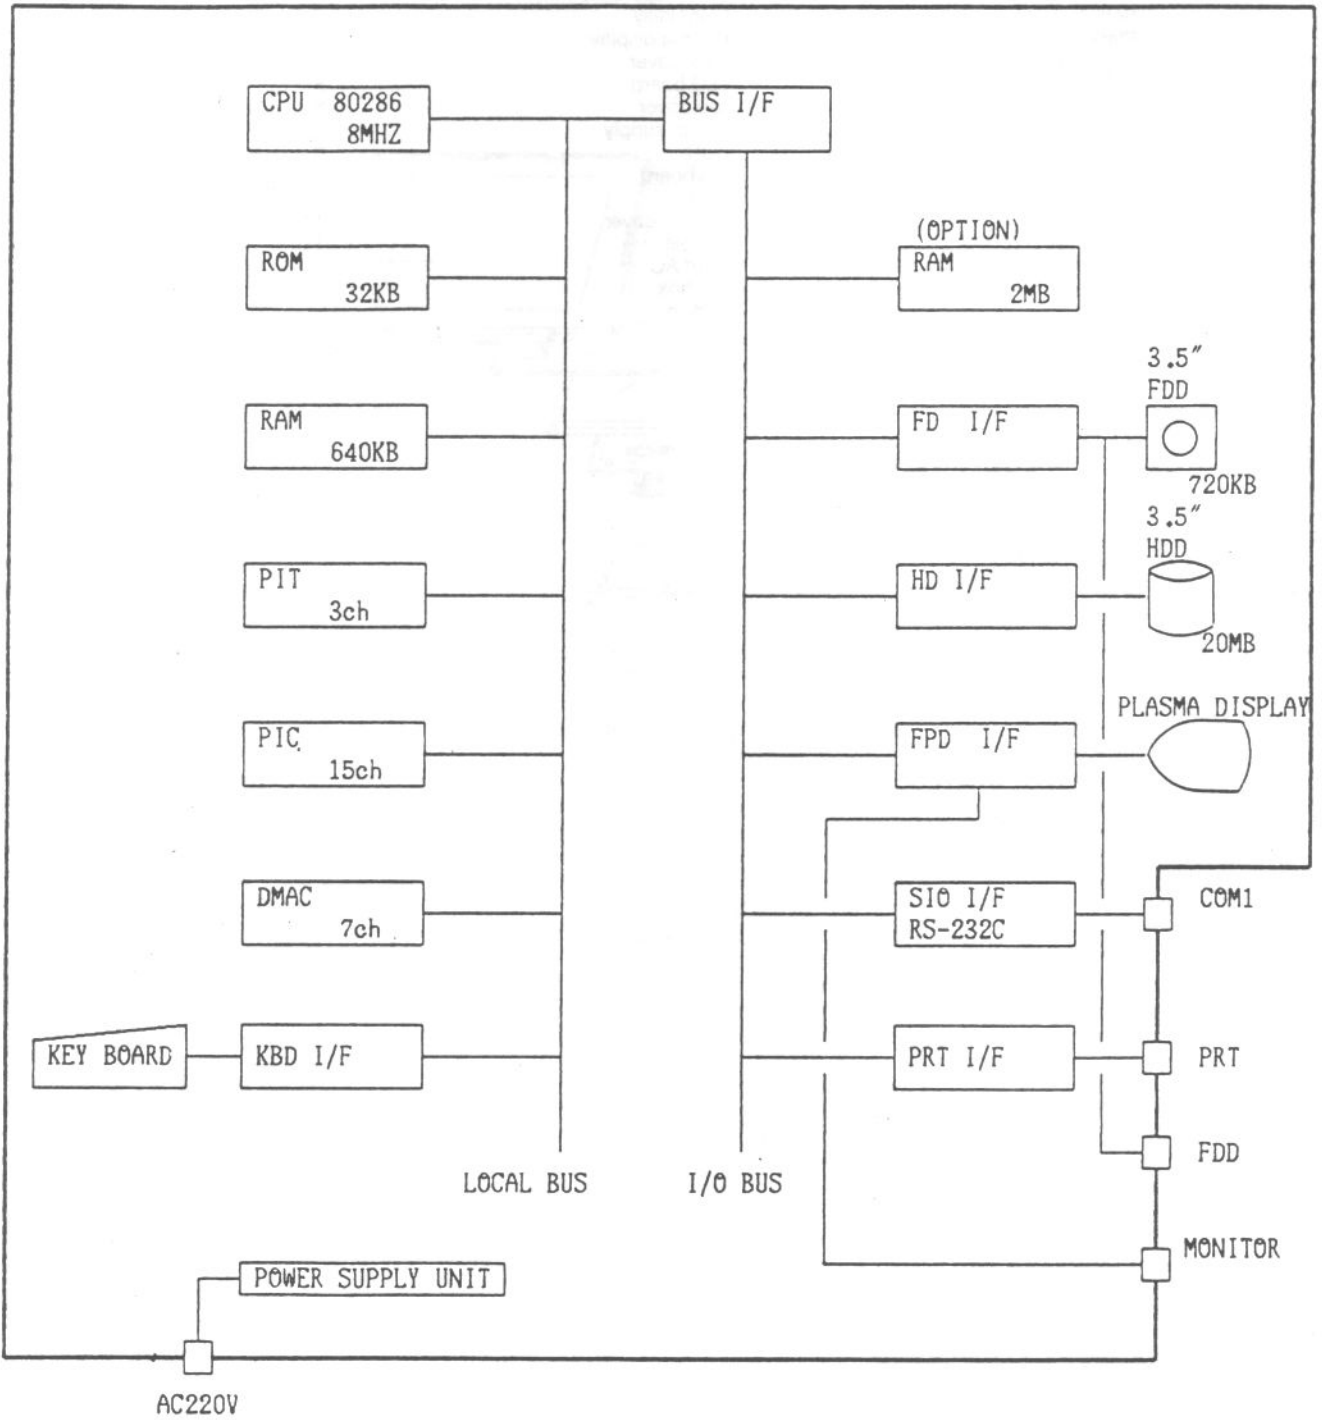 CPU 80286
8MHZ
BUS I/F
ROM
32KB
(OPTION)
RAM
2MB
RAM
640KB
FD I/F
3.5"
FDD
720KB
PIT
3ch
HD I/F
3.5"
HDD
20MB
PIC
15ch
FPD I/F
PLASMA DISPLAY
DMAC
7ch
SIO I/F
RS-232C
COM1
KEY BOARD
KBD I/F
PRT I/F
PRT
FDD
LOCAL BUS
I/O BUS
MONITOR
POWER SUPPLY UNIT
AC220V